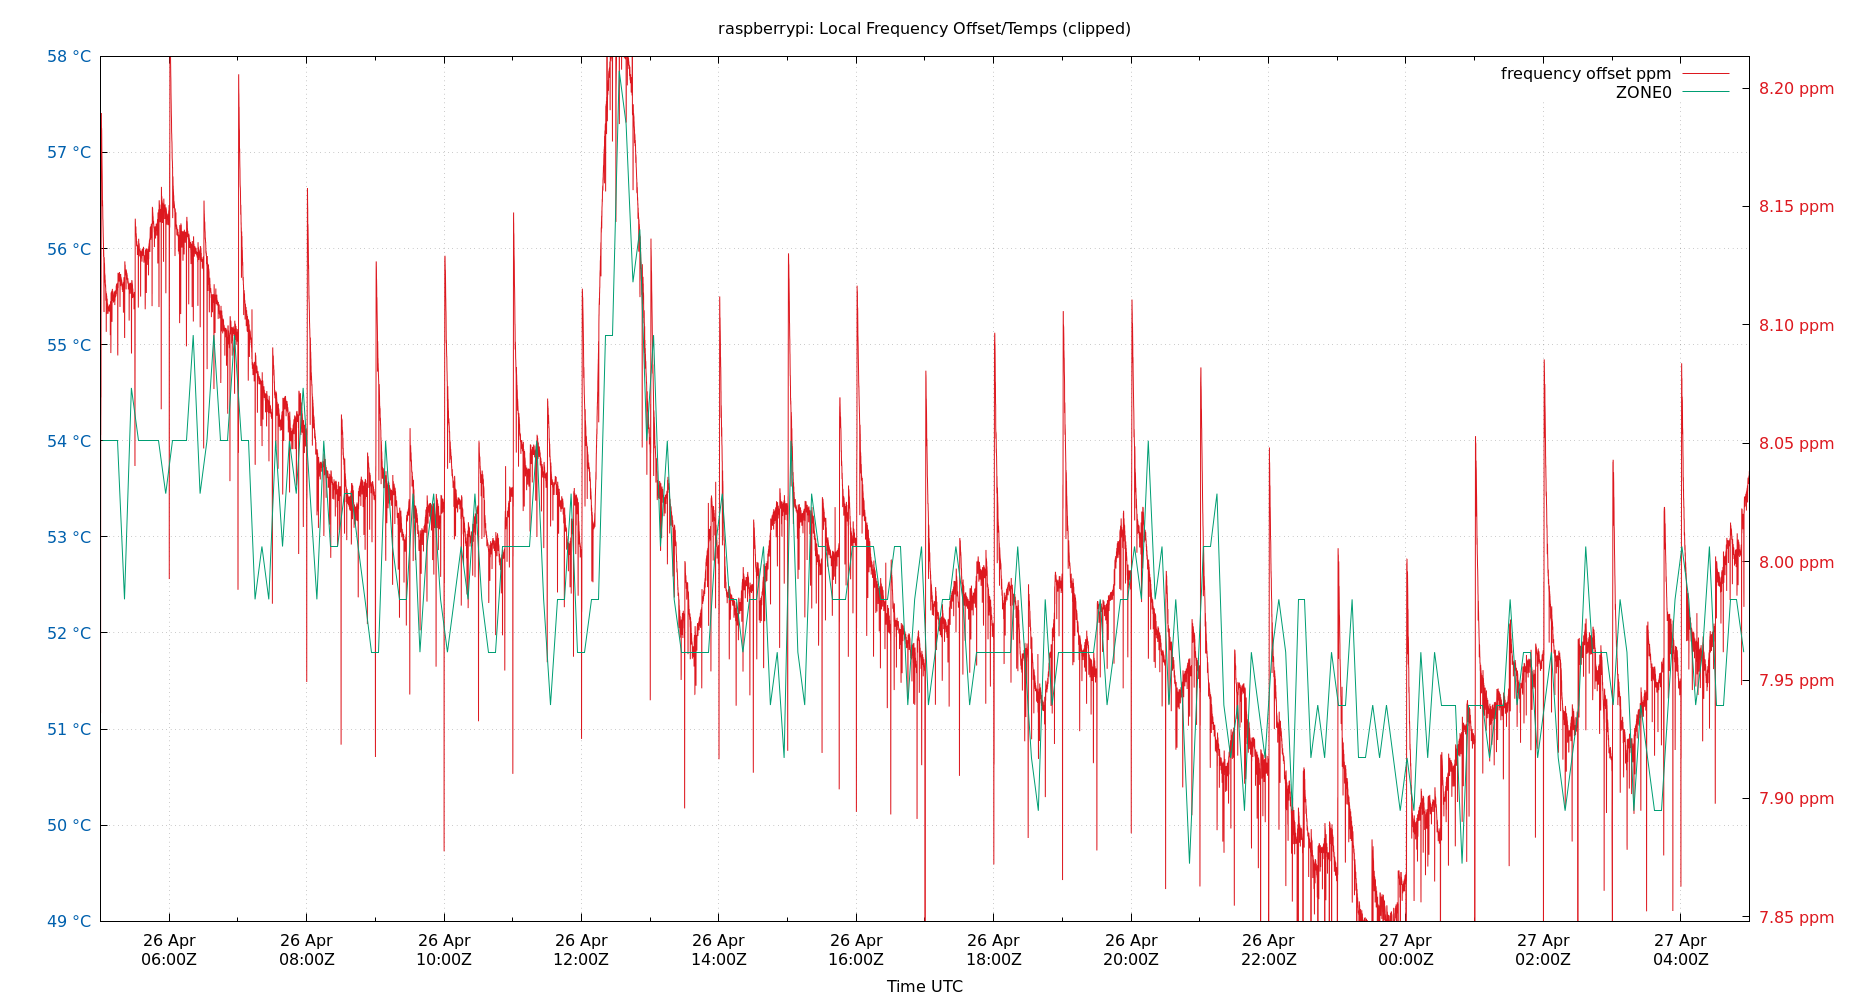 raspberrypi: Local Frequency Offset/Temps (clipped)
frequency offset ppm
ZONE0
58 °C
57 °C
56 °C
55 °C
54 °C
53 °C
52 °C
51 °C
50 °C
49 °C
8.20 ppm
8.15 ppm
8.10 ppm
8.05 ppm
8.00 ppm
7.95 ppm
7.90 ppm
7.85 ppm
26 Apr
06:00Z
26 Apr
08:00Z
26 Apr
10:00Z
26 Apr
12:00Z
26 Apr
14:00Z
26 Apr
16:00Z
26 Apr
18:00Z
26 Apr
20:00Z
26 Apr
22:00Z
27 Apr
00:00Z
27 Apr
02:00Z
27 Apr
04:00Z
Time UTC